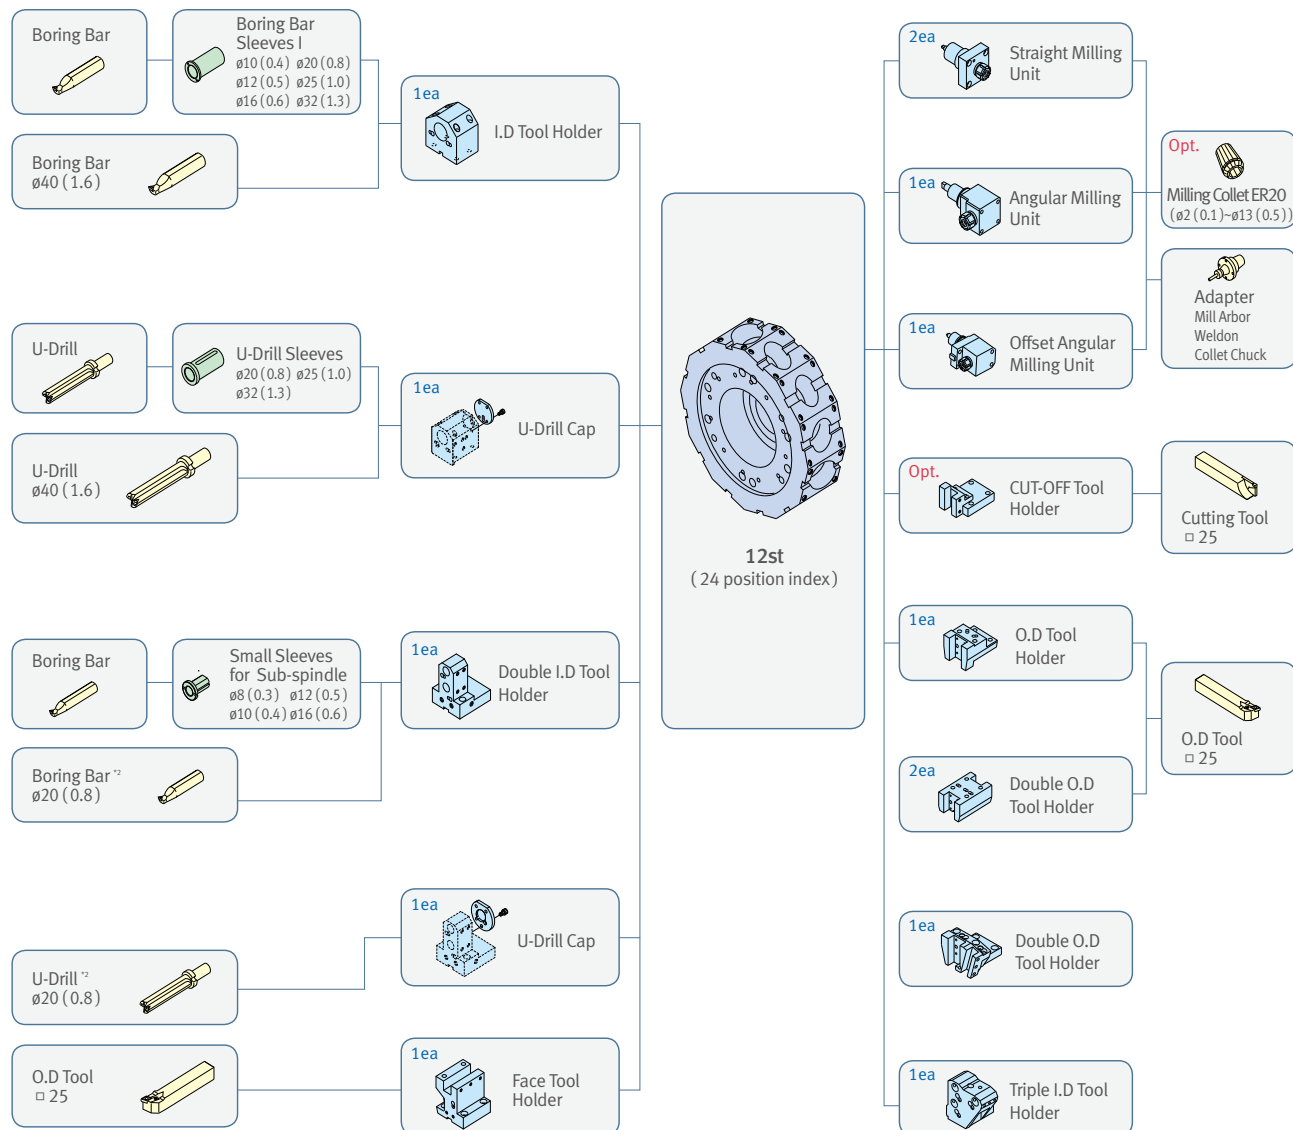 Boring Bar
Boring Bar
Sleeves I
ø10 (0.4) ø20 (0.8)
ø12 (0.5) ø25 (1.0)
ø16 (0.6) ø32 (1.3)
Boring Bar
ø40 (1.6)
1ea
I.D Tool Holder
U-Drill
U-Drill Sleeves
ø20 (0.8) ø25 (1.0)
ø32 (1.3)
U-Drill
ø40 (1.6)
1ea
U-Drill Cap
Boring Bar
Small Sleeves
for Sub-spindle
ø8 (0.3) ø12 (0.5)
ø10 (0.4) ø16 (0.6)
Boring Bar *2
ø20 (0.8)
1ea
Double I.D Tool
Holder
U-Drill *2
ø20 (0.8)
1ea
U-Drill Cap
O.D Tool
□ 25
1ea
Face Tool
Holder
12st
( 24 position index )
2ea
Straight Milling
Unit
1ea
Angular Milling
Unit
1ea
Offset Angular
Milling Unit
Opt.
Milling Collet ER20
( ø2 (0.1)~ø13 (0.5) )
Adapter
Mill Arbor
Weldon
Collet Chuck
Opt.
CUT-OFF Tool
Holder
Cutting Tool
□ 25
1ea
O.D Tool
Holder
2ea
Double O.D
Tool Holder
O.D Tool
□ 25
1ea
Double O.D
Tool Holder
1ea
Triple I.D Tool
Holder